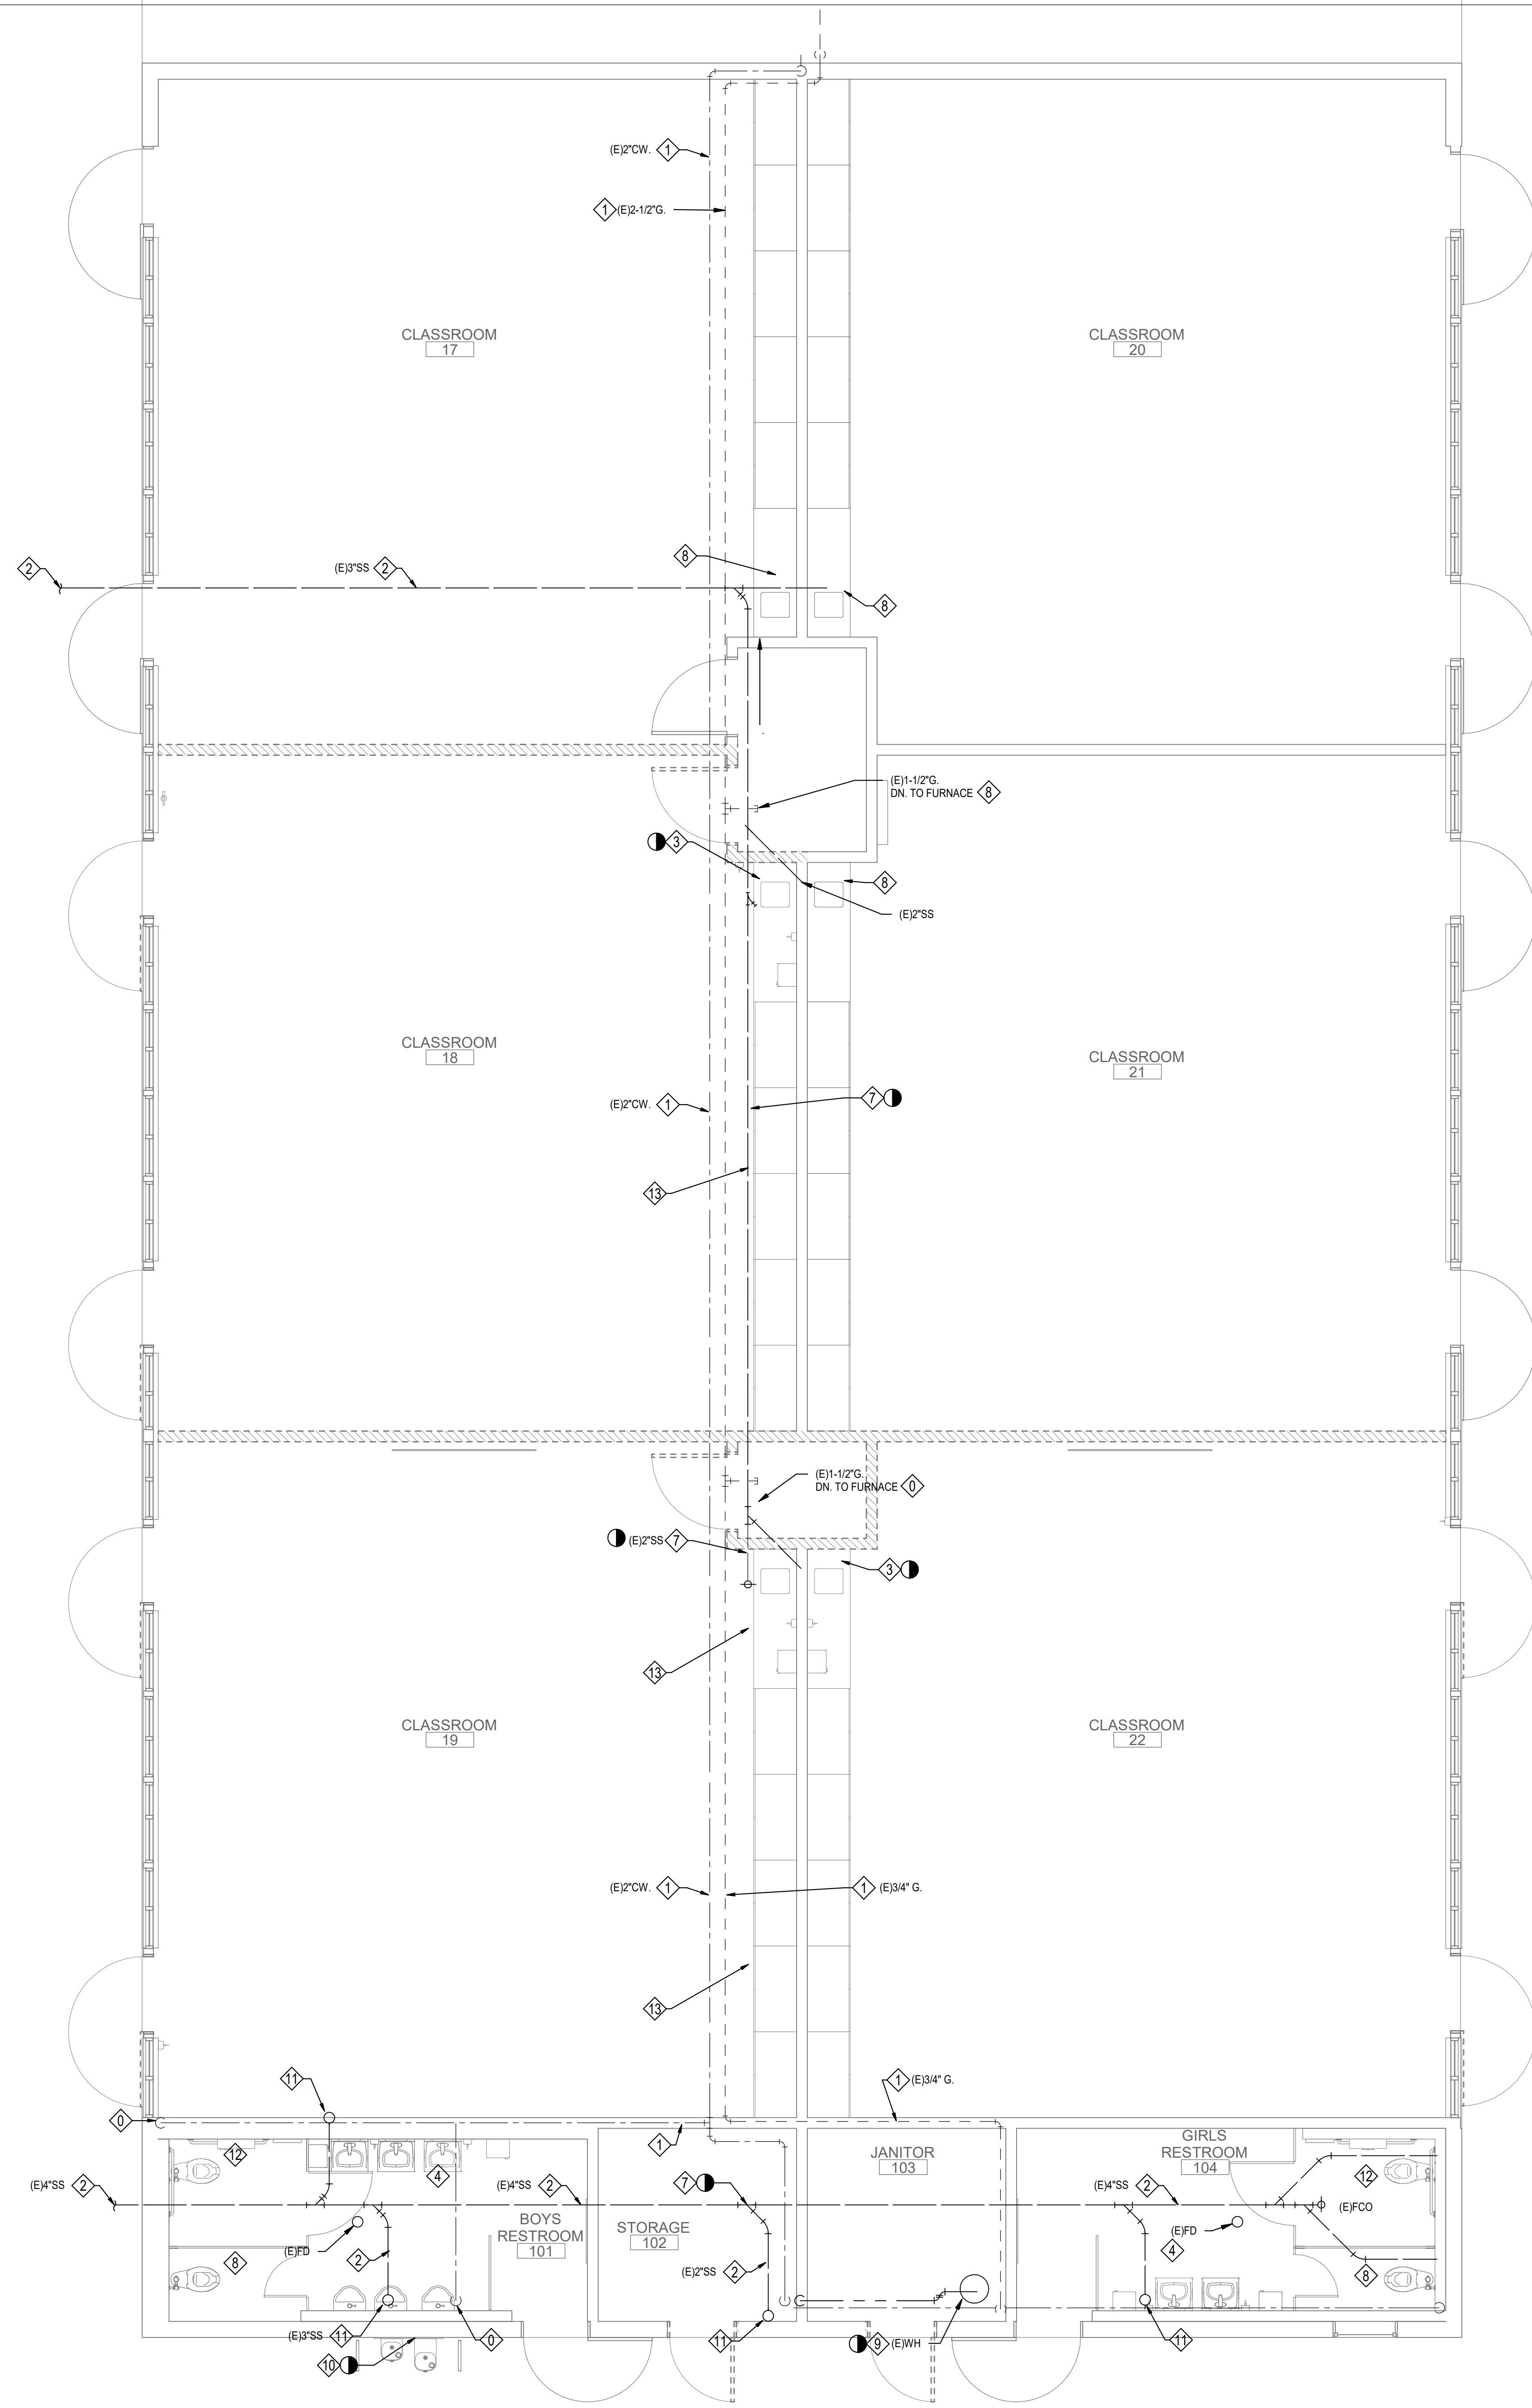 (E)2"CW. 1
1 (E)2-1/2"G.
CLASSROOM
17
CLASSROOM
20
2
(E)3"SS 2
8
8
(E)1-1/2"G.
DN. TO FURNACE 8
3
8
(E)2"SS
CLASSROOM
18
CLASSROOM
21
(E)2"CW. 1
7
13
(E)1-1/2"G.
DN. TO FURNACE 0
(E)2"SS 7
3
13
CLASSROOM
19
CLASSROOM
22
(E)2"CW. 1
1 (E)3/4" G.
13
11
1 (E)3/4" G.
0
1
12
4
JANITOR
103
GIRLS
RESTROOM
104
12
(E)4"SS 2
(E)4"SS 2
7
(E)4"SS 2
(E)FCO
BOYS
RESTROOM
101
STORAGE
102
(E)FD
(E)FD
8
2
4
(E)2"SS 2
8
(E)3"SS 11
0
11
9 (E)WH
11
10